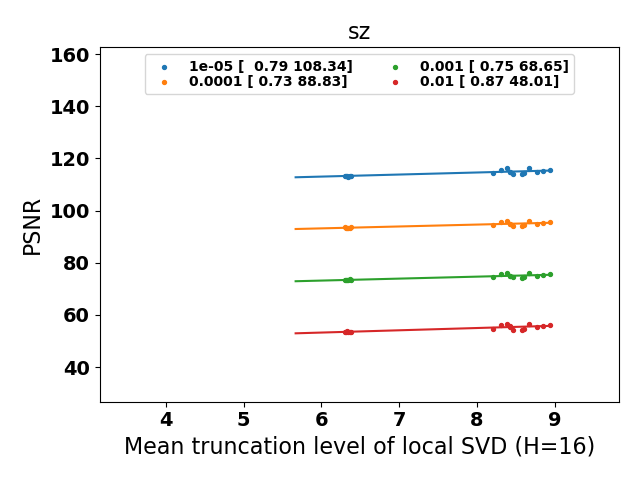 sz
160
1e-05 [  0.79 108.34]
0.001 [ 0.75 68.65]
0.0001 [ 0.73 88.83]
0.01 [ 0.87 48.01]
140
120
100
80
60
40
PSNR
4 5 6 7 8 9
Mean truncation level of local SVD (H=16)